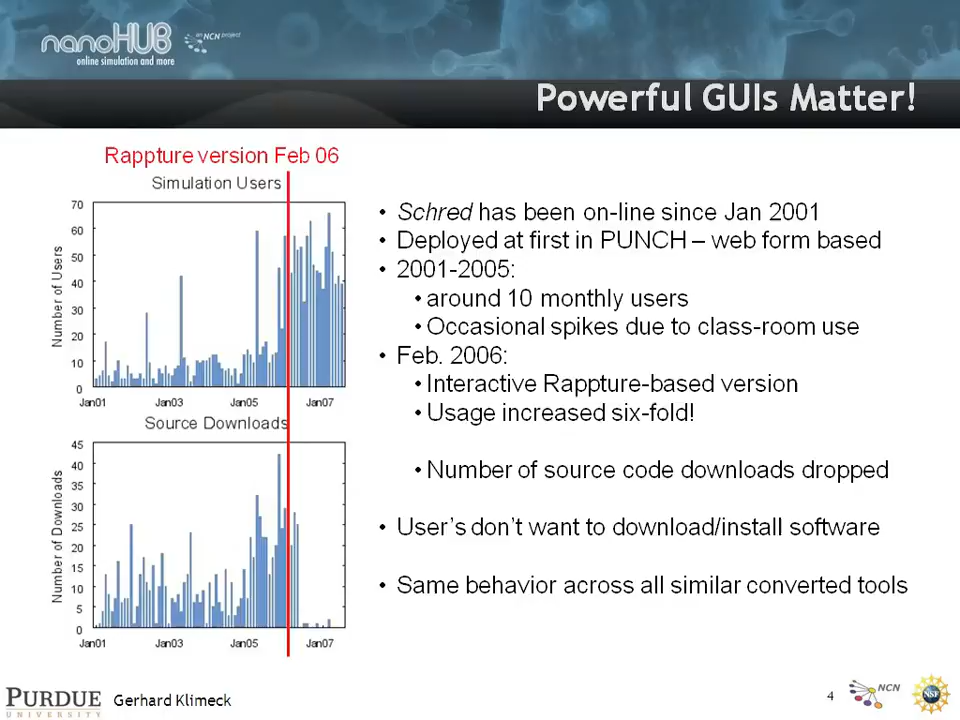 nanoHUB
an NCN project
online simulation and more
Powerful GUIs Matter!
Rappture version Feb 06
Simulation Users
70
60
50
40
30
20
10
0
Number of Users
Jan01 Jan03 Jan05 Jan07
Source Downloads
45
40
35
30
25
20
15
10
5
0
Number of Downloads
Jan01 Jan03 Jan05 Jan07
• Schred has been on-line since Jan 2001
• Deployed at first in PUNCH – web form based
• 2001-2005:
• around 10 monthly users
• Occasional spikes due to class-room use
• Feb. 2006:
• Interactive Rappture-based version
• Usage increased six-fold!
• Number of source code downloads dropped
• User's don't want to download/install software
• Same behavior across all similar converted tools
PURDUE
UNIVERSITY
Gerhard Klimeck
4
NCN
NSF